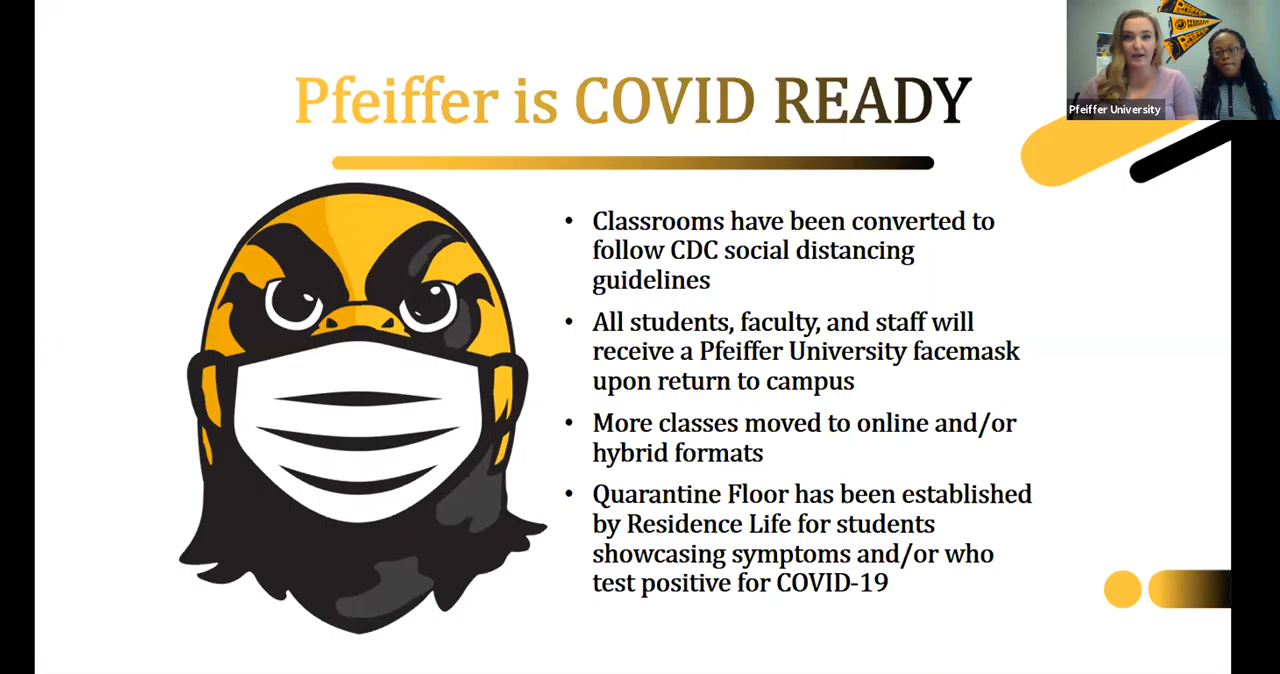 Pfeiffer is COVID READY
Pfeiffer University
• Classrooms have been converted to
follow CDC social distancing
guidelines
• All students, faculty, and staff will
receive a Pfeiffer University facemask
upon return to campus
• More classes moved to online and/or
hybrid formats
• Quarantine Floor has been established
by Residence Life for students
showcasing symptoms and/or who
test positive for COVID-19